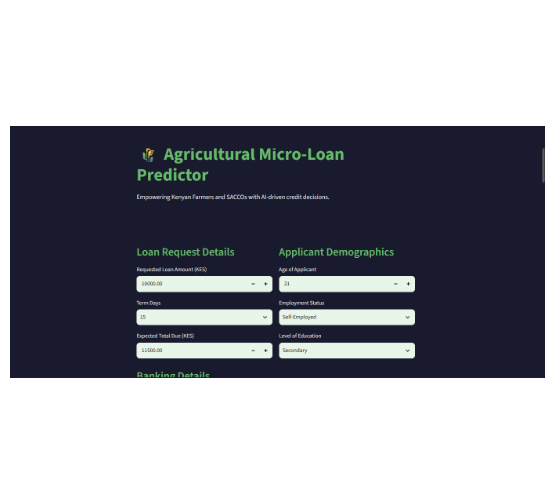 Agricultural Micro-Loan
Predictor
Empowering Kenyan Farmers and SACCOs with AI-driven credit decisions.
Loan Request Details
Requested Loan Amount (KES)
10000.00
Term Days
15
Expected Total Due (KES)
11500.00
Applicant Demographics
Age of Applicant
21
Employment Status
Self-Employed
Level of Education
Secondary
Banking Details